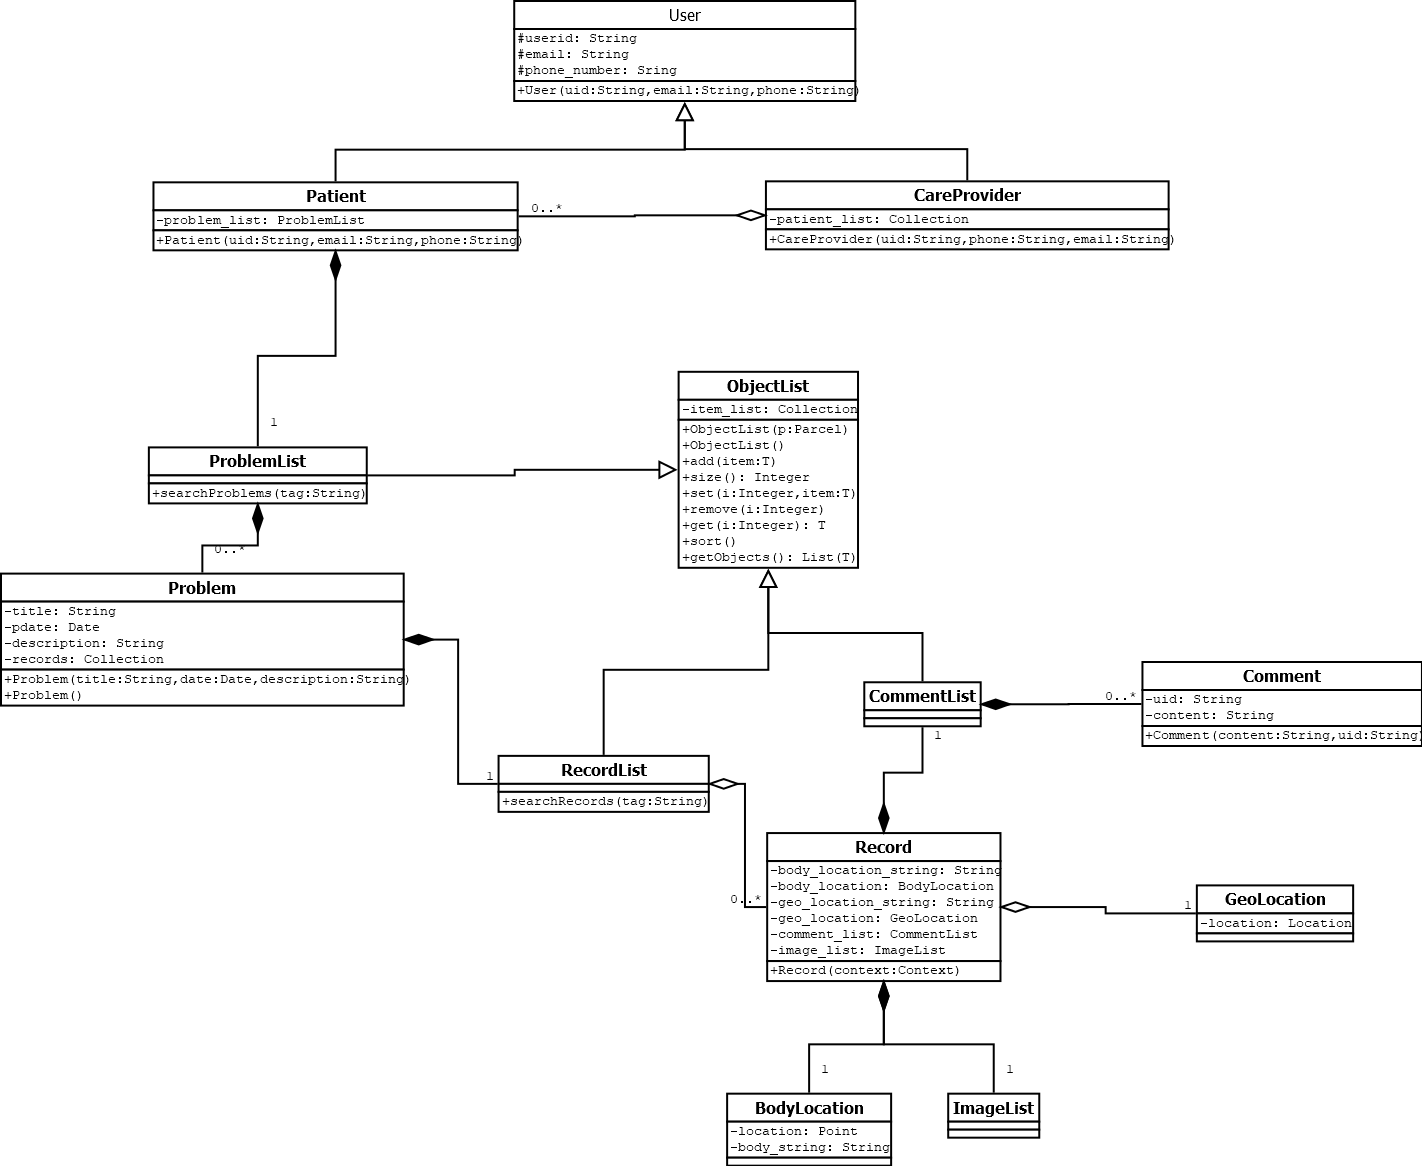 User
#userid: String
#email: String
#phone_number: Sring
+User(uid:String,email:String,phone:String)
Patient
-problem_list: ProblemList
+Patient(uid:String,email:String,phone:String)
0..*
CareProvider
-patient_list: Collection
+CareProvider(uid:String,phone:String,email:String)
1
ProblemList
+searchProblems(tag:String)
0..*
ObjectList
-item_list: Collection
+ObjectList(p:Parcel)
+ObjectList()
+add(item:T)
+size(): Integer
+set(i:Integer,item:T)
+remove(i:Integer)
+get(i:Integer): T
+sort()
+getObjects(): List(T)
Problem
-title: String
-pdate: Date
-description: String
-records: Collection
+Problem(title:String,date:Date,description:String)
+Problem()
CommentList
0..*
1
Comment
-uid: String
-content: String
+Comment(content:String,uid:String)
1
RecordList
+searchRecords(tag:String)
0..*
Record
-body_location_string: String
-body_location: BodyLocation
-geo_location_string: String
-geo_location: GeoLocation
-comment_list: CommentList
-image_list: ImageList
+Record(context:Context)
1
GeoLocation
-location: Location
1
1
BodyLocation
-location: Point
-body_string: String
ImageList